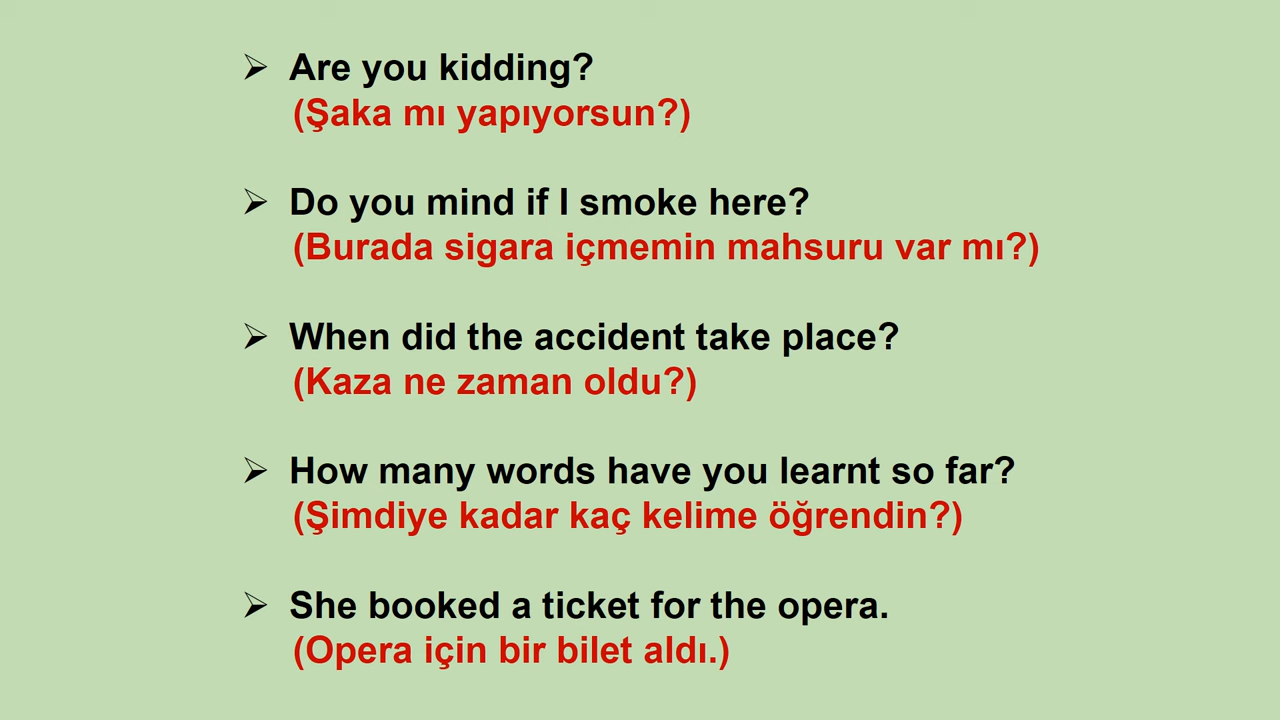 ➢ Are you kidding?
(Şaka mı yapıyorsun?)
➢ Do you mind if I smoke here?
(Burada sigara içmemin mahsuru var mı?)
➢ When did the accident take place?
(Kaza ne zaman oldu?)
➢ How many words have you learnt so far?
(Şimdiye kadar kaç kelime öğrendin?)
➢ She booked a ticket for the opera.
(Opera için bir bilet aldı.)